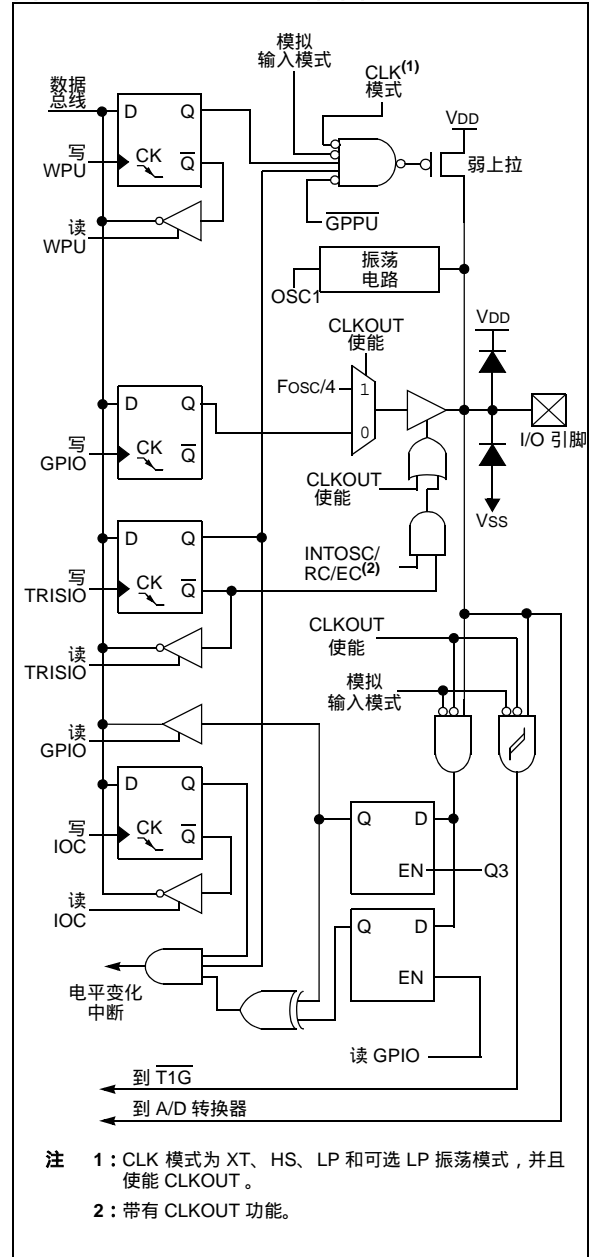 模拟
输入模式
CLK(1)
模式
数据
总线
D Q
VDD
写
WPU
CK Q
弱上拉
GPPU
读
WPU
振荡
电路
OSC1
CLKOUT
使能
VDD
FOSC/4
1
D Q
0
I/O 引脚
写
GPIO
CK Q
CLKOUT
使能
VSS
D Q
INTOSC/
RC/EC(2)
写
TRISIO
CK Q
CLKOUT
使能
读
TRISIO
模拟
输入模式
读
GPIO
D Q
Q D
写
IOC
CK Q
EN
Q3
读
IOC
Q D
EN
电平变化
中断
读 GPIO
到 T1G
到 A/D 转换器
注 1：CLK 模式为 XT、HS、LP 和可选 LP 振荡模式，并且
使能 CLKOUT。
2：带有 CLKOUT 功能。